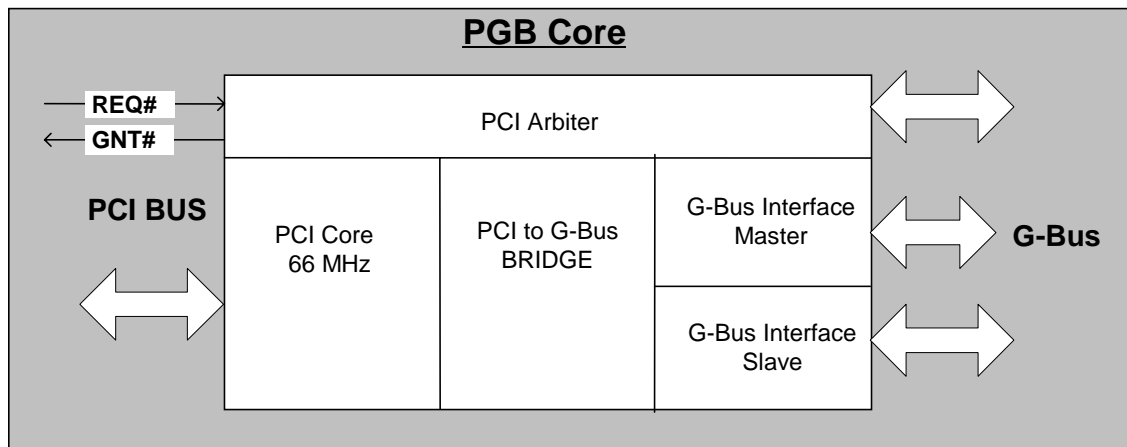 PGB Core
REQ#
GNT#
PCI Arbiter
PCI BUS
PCI Core
66 MHz
PCI to G-Bus
BRIDGE
G-Bus Interface
Master
G-Bus Interface
Slave
G-Bus